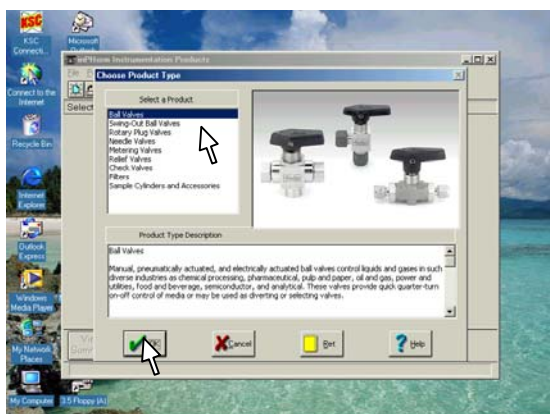 KSC
KSC
Connecti...
Microsoft
Outlook
Connect to the
Internet
Recycle Bin
Internet
Explorer
Outlook
Express
Windows
Media Player
My Network
Places
My Computer
3.5 Floppy (A)
inPHorm Instrumentation Products
Choose Product Type
Select
Select a Product
Ball Valves
Swing-Out Ball Valves
Rotary Plug Valves
Needle Valves
Metering Valves
Relief Valves
Check Valves
Filters
Sample Cylinders and Accessories
Product Type Description
Ball Valves
Manual, pneumatically actuated, and electrically actuated ball valves control liquids and gases in such
diverse industries as chemical processing, pharmaceutical, pulp and paper, oil and gas, power and
utilities, food and beverage, semiconductor, and analytical. These valves provide quick quarter-turn
on-off control of media or may be used as diverting or selecting valves.
Cancel
Help